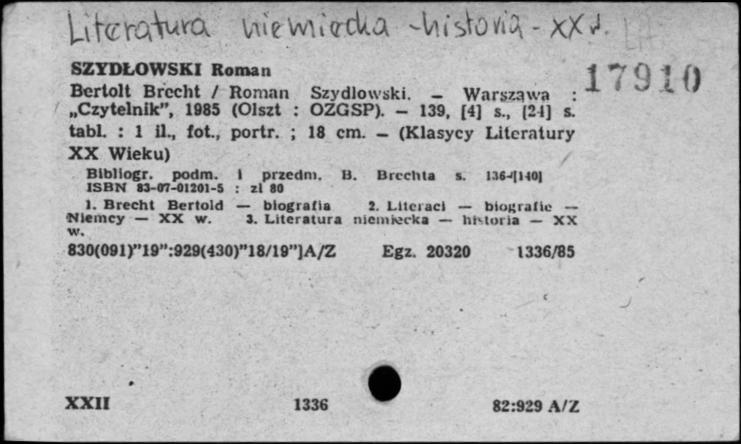 Literatura niemiecka - historia - XX w.
17910
SZYDŁOWSKI Roman
Bertolt Brecht / Roman Szydlowski. — Warszawa :
„Czytelnik”, 1985 (Olszt : OZGSP). — 139, [4] s., [24] s.
tabl. : 1 il., fot., portr. ; 18 cm. — (Klasycy Literatury
XX Wieku)
Bibliogr. podm. i przedm. B. Brechta s. 136-[140]
ISBN 83-07-01201-5 : zł 80
1. Brecht Bertold — biografia 2. Literaci — biografie —
Niemcy — XX w. 3. Literatura niemiecka — historia — XX
w.
830(091)”19”:929(430)”18/19”]A/Z Egz. 20320 1336/85
XXII 1336 82:929 A/Z